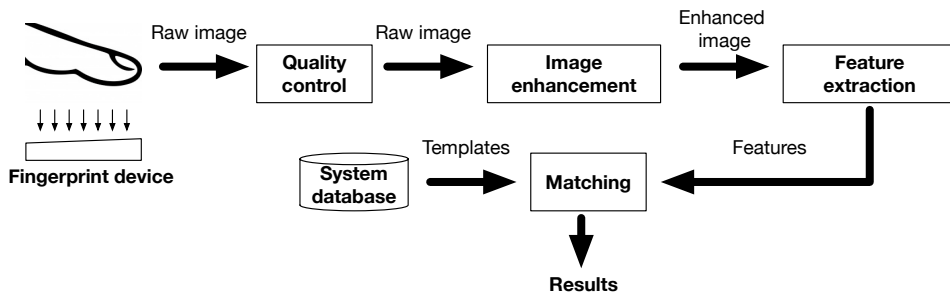 Raw image
Quality
control
Raw image
Image
enhancement
Enhanced
image
Feature
extraction
Fingerprint device
System
database
Templates
Matching
Features
Results